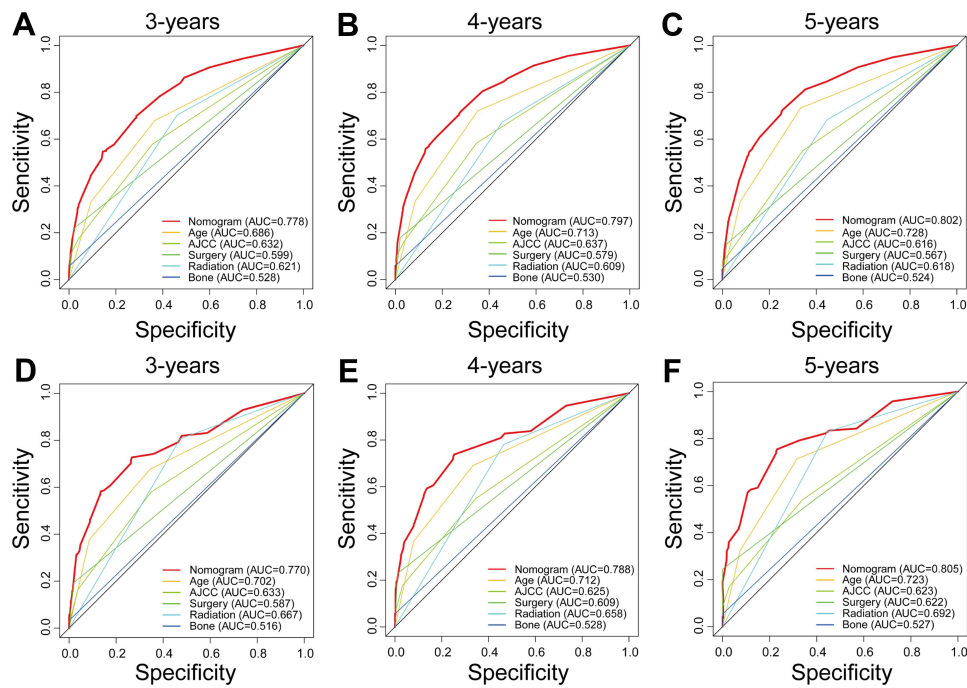 A 3-years
Sencitivity
1.0
0.8
0.6
0.4
0.2
0.0
Nomogram (AUC=0.778)
Age (AUC=0.686)
AJCC (AUC=0.632)
Surgery (AUC=0.599)
Radiation (AUC=0.621)
Bone (AUC=0.528)
0.0 0.2 0.4 0.6 0.8 1.0
Specificity
B 4-years
Sencitivity
1.0
0.8
0.6
0.4
0.2
0.0
Nomogram (AUC=0.797)
Age (AUC=0.713)
AJCC (AUC=0.637)
Surgery (AUC=0.579)
Radiation (AUC=0.609)
Bone (AUC=0.530)
0.0 0.2 0.4 0.6 0.8 1.0
Specificity
C 5-years
Sencitivity
1.0
0.8
0.6
0.4
0.2
0.0
Nomogram (AUC=0.802)
Age (AUC=0.728)
AJCC (AUC=0.616)
Surgery (AUC=0.567)
Radiation (AUC=0.618)
Bone (AUC=0.524)
0.0 0.2 0.4 0.6 0.8 1.0
Specificity
D 3-years
Sencitivity
1.0
0.8
0.6
0.4
0.2
0.0
Nomogram (AUC=0.770)
Age (AUC=0.702)
AJCC (AUC=0.633)
Surgery (AUC=0.587)
Radiation (AUC=0.667)
Bone (AUC=0.516)
0.0 0.2 0.4 0.6 0.8 1.0
Specificity
E 4-years
Sencitivity
1.0
0.8
0.6
0.4
0.2
0.0
Nomogram (AUC=0.788)
Age (AUC=0.712)
AJCC (AUC=0.625)
Surgery (AUC=0.609)
Radiation (AUC=0.658)
Bone (AUC=0.528)
0.0 0.2 0.4 0.6 0.8 1.0
Specificity
F 5-years
Sencitivity
1.0
0.8
0.6
0.4
0.2
0.0
Nomogram (AUC=0.805)
Age (AUC=0.723)
AJCC (AUC=0.623)
Surgery (AUC=0.622)
Radiation (AUC=0.692)
Bone (AUC=0.527)
0.0 0.2 0.4 0.6 0.8 1.0
Specificity